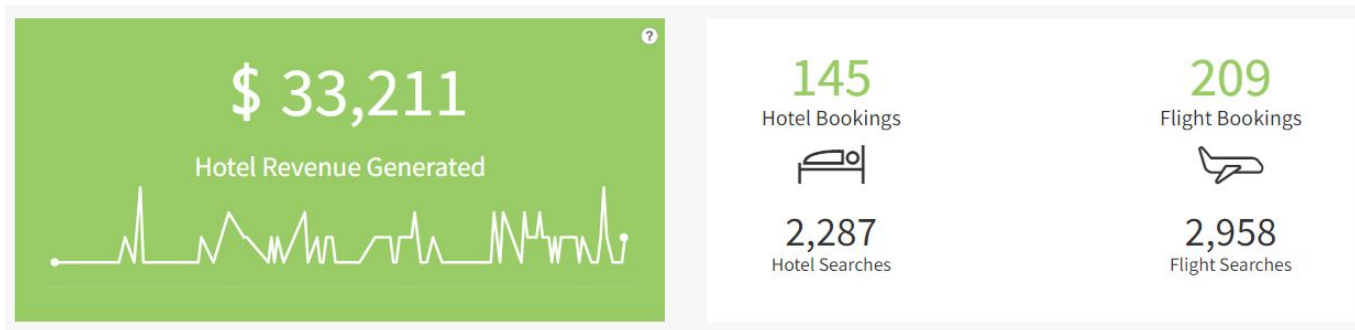 ?
$ 33,211
Hotel Revenue Generated
145
Hotel Bookings
2,287
Hotel Searches
209
Flight Bookings
2,958
Flight Searches